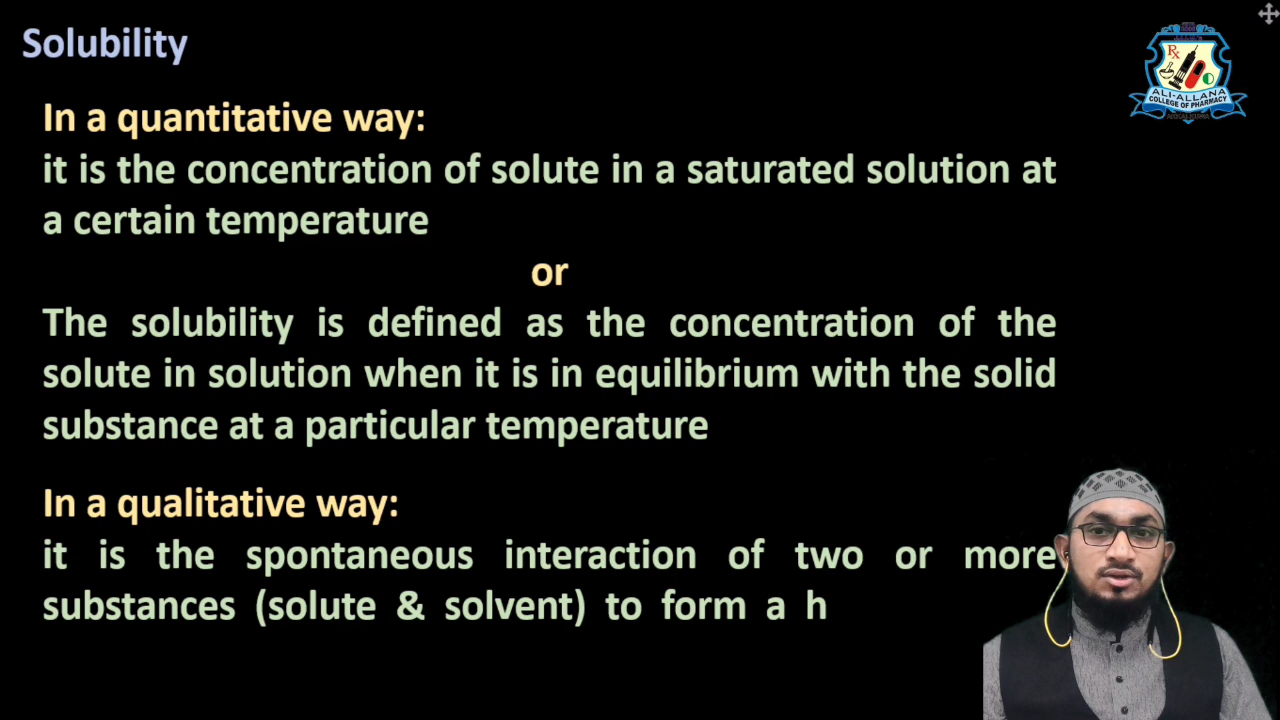 Solubility
In a quantitative way:
it is the concentration of solute in a saturated solution at
a certain temperature
or
The solubility is defined as the concentration of the
solute in solution when it is in equilibrium with the solid
substance at a particular temperature
In a qualitative way:
it is the spontaneous interaction of two or more
substances (solute & solvent) to form a h
Rx
ALI-ALLANA
COLLEGE OF PHARMACY